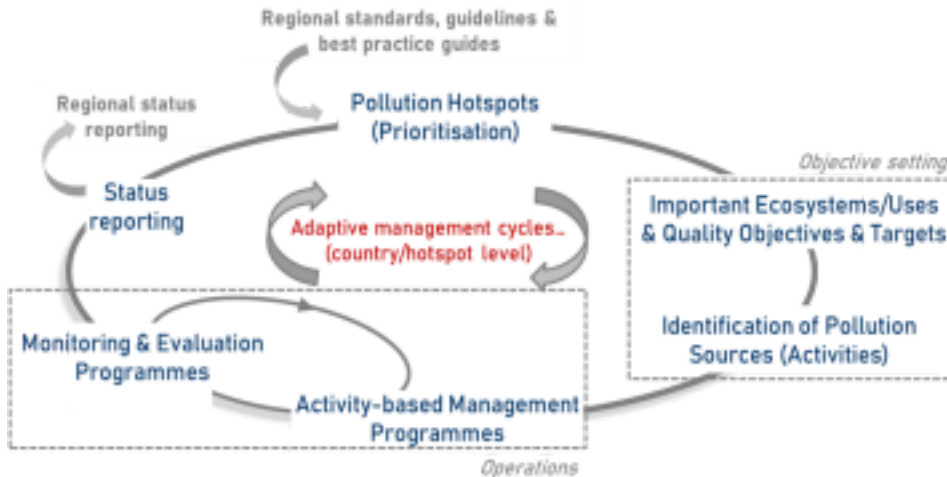 Regional standards, guidelines &
best practice guides
Regional status
reporting
Pollution Hotspots
(Prioritisation)
Objective setting
Status
reporting
Important Ecosystems/Uses
& Quality Objectives & Targets
Adaptive management cycles...
(country/hotspot level)
Identification of Pollution
Sources (Activities)
Monitoring & Evaluation
Programmes
Activity-based Management
Programmes
Operations